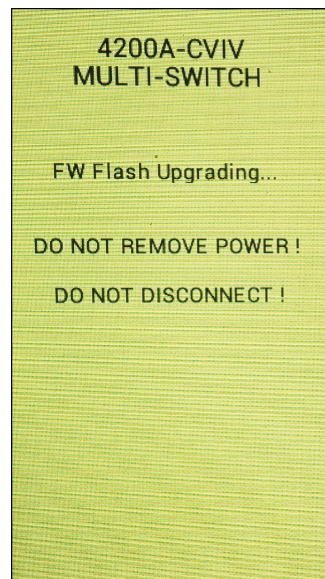 4200A-CVIV
MULTI-SWITCH
FW Flash Upgrading...
DO NOT REMOVE POWER !
DO NOT DISCONNECT !